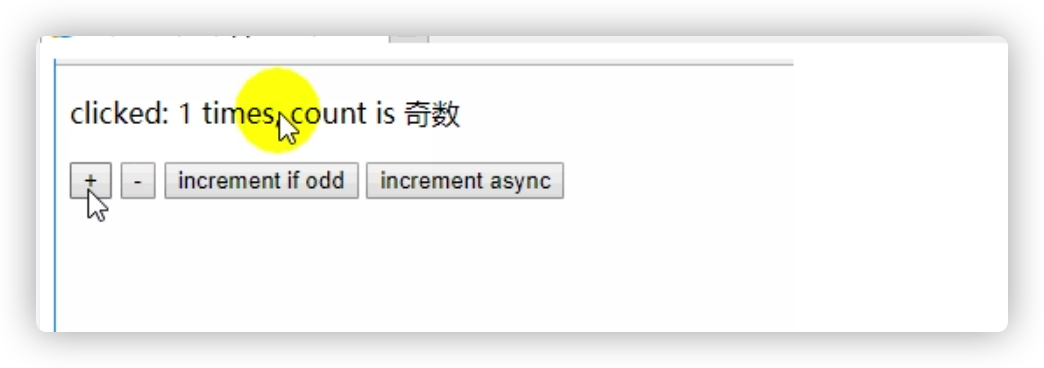 clicked: 1 times, count is 奇数
+ - increment if odd increment async